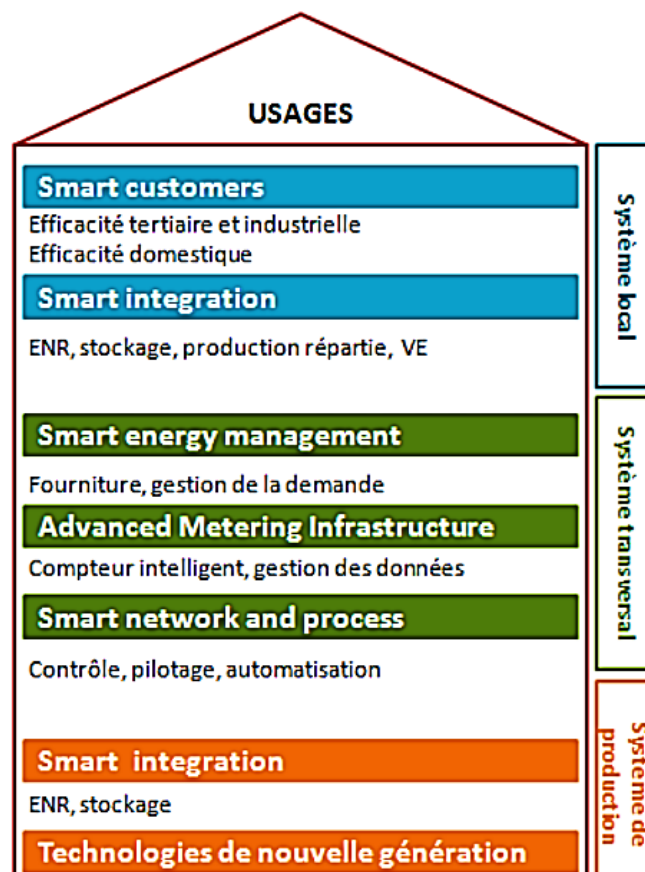 USAGES
Smart customers
Efficacité tertiaire et industrielle
Efficacité domestique
Smart integration
ENR, stockage, production répartie, VE
Système local
Smart energy management
Fourniture, gestion de la demande
Advanced Metering Infrastructure
Compteur intelligent, gestion des données
Smart network and process
Contrôle, pilotage, automatisation
Système transversal
Smart integration
ENR, stockage
Technologies de nouvelle génération
Système de
production